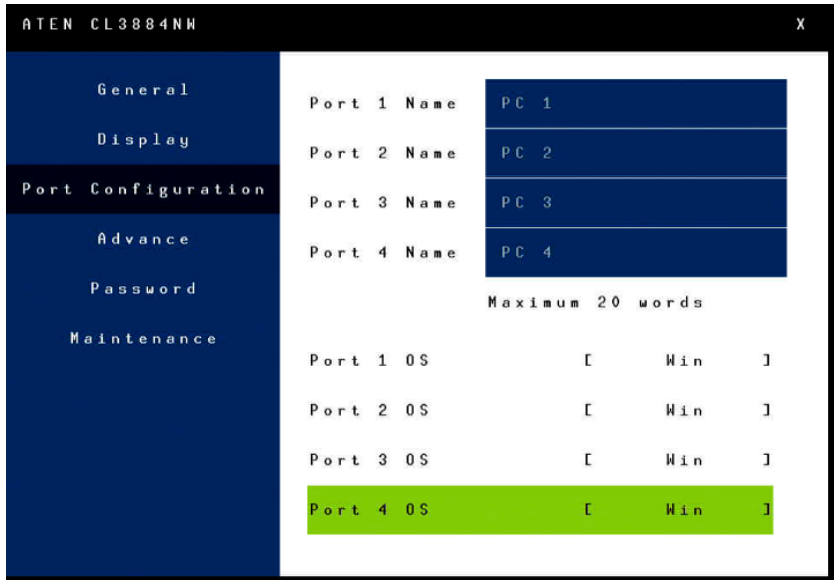 ATEN CL3884NW X
General
Display
Port Configuration
Advance
Password
Maintenance
Port 1 Name PC 1
Port 2 Name PC 2
Port 3 Name PC 3
Port 4 Name PC 4
Maximum 20 words
Port 1 OS [ Win ]
Port 2 OS [ Win ]
Port 3 OS [ Win ]
Port 4 OS [ Win ]